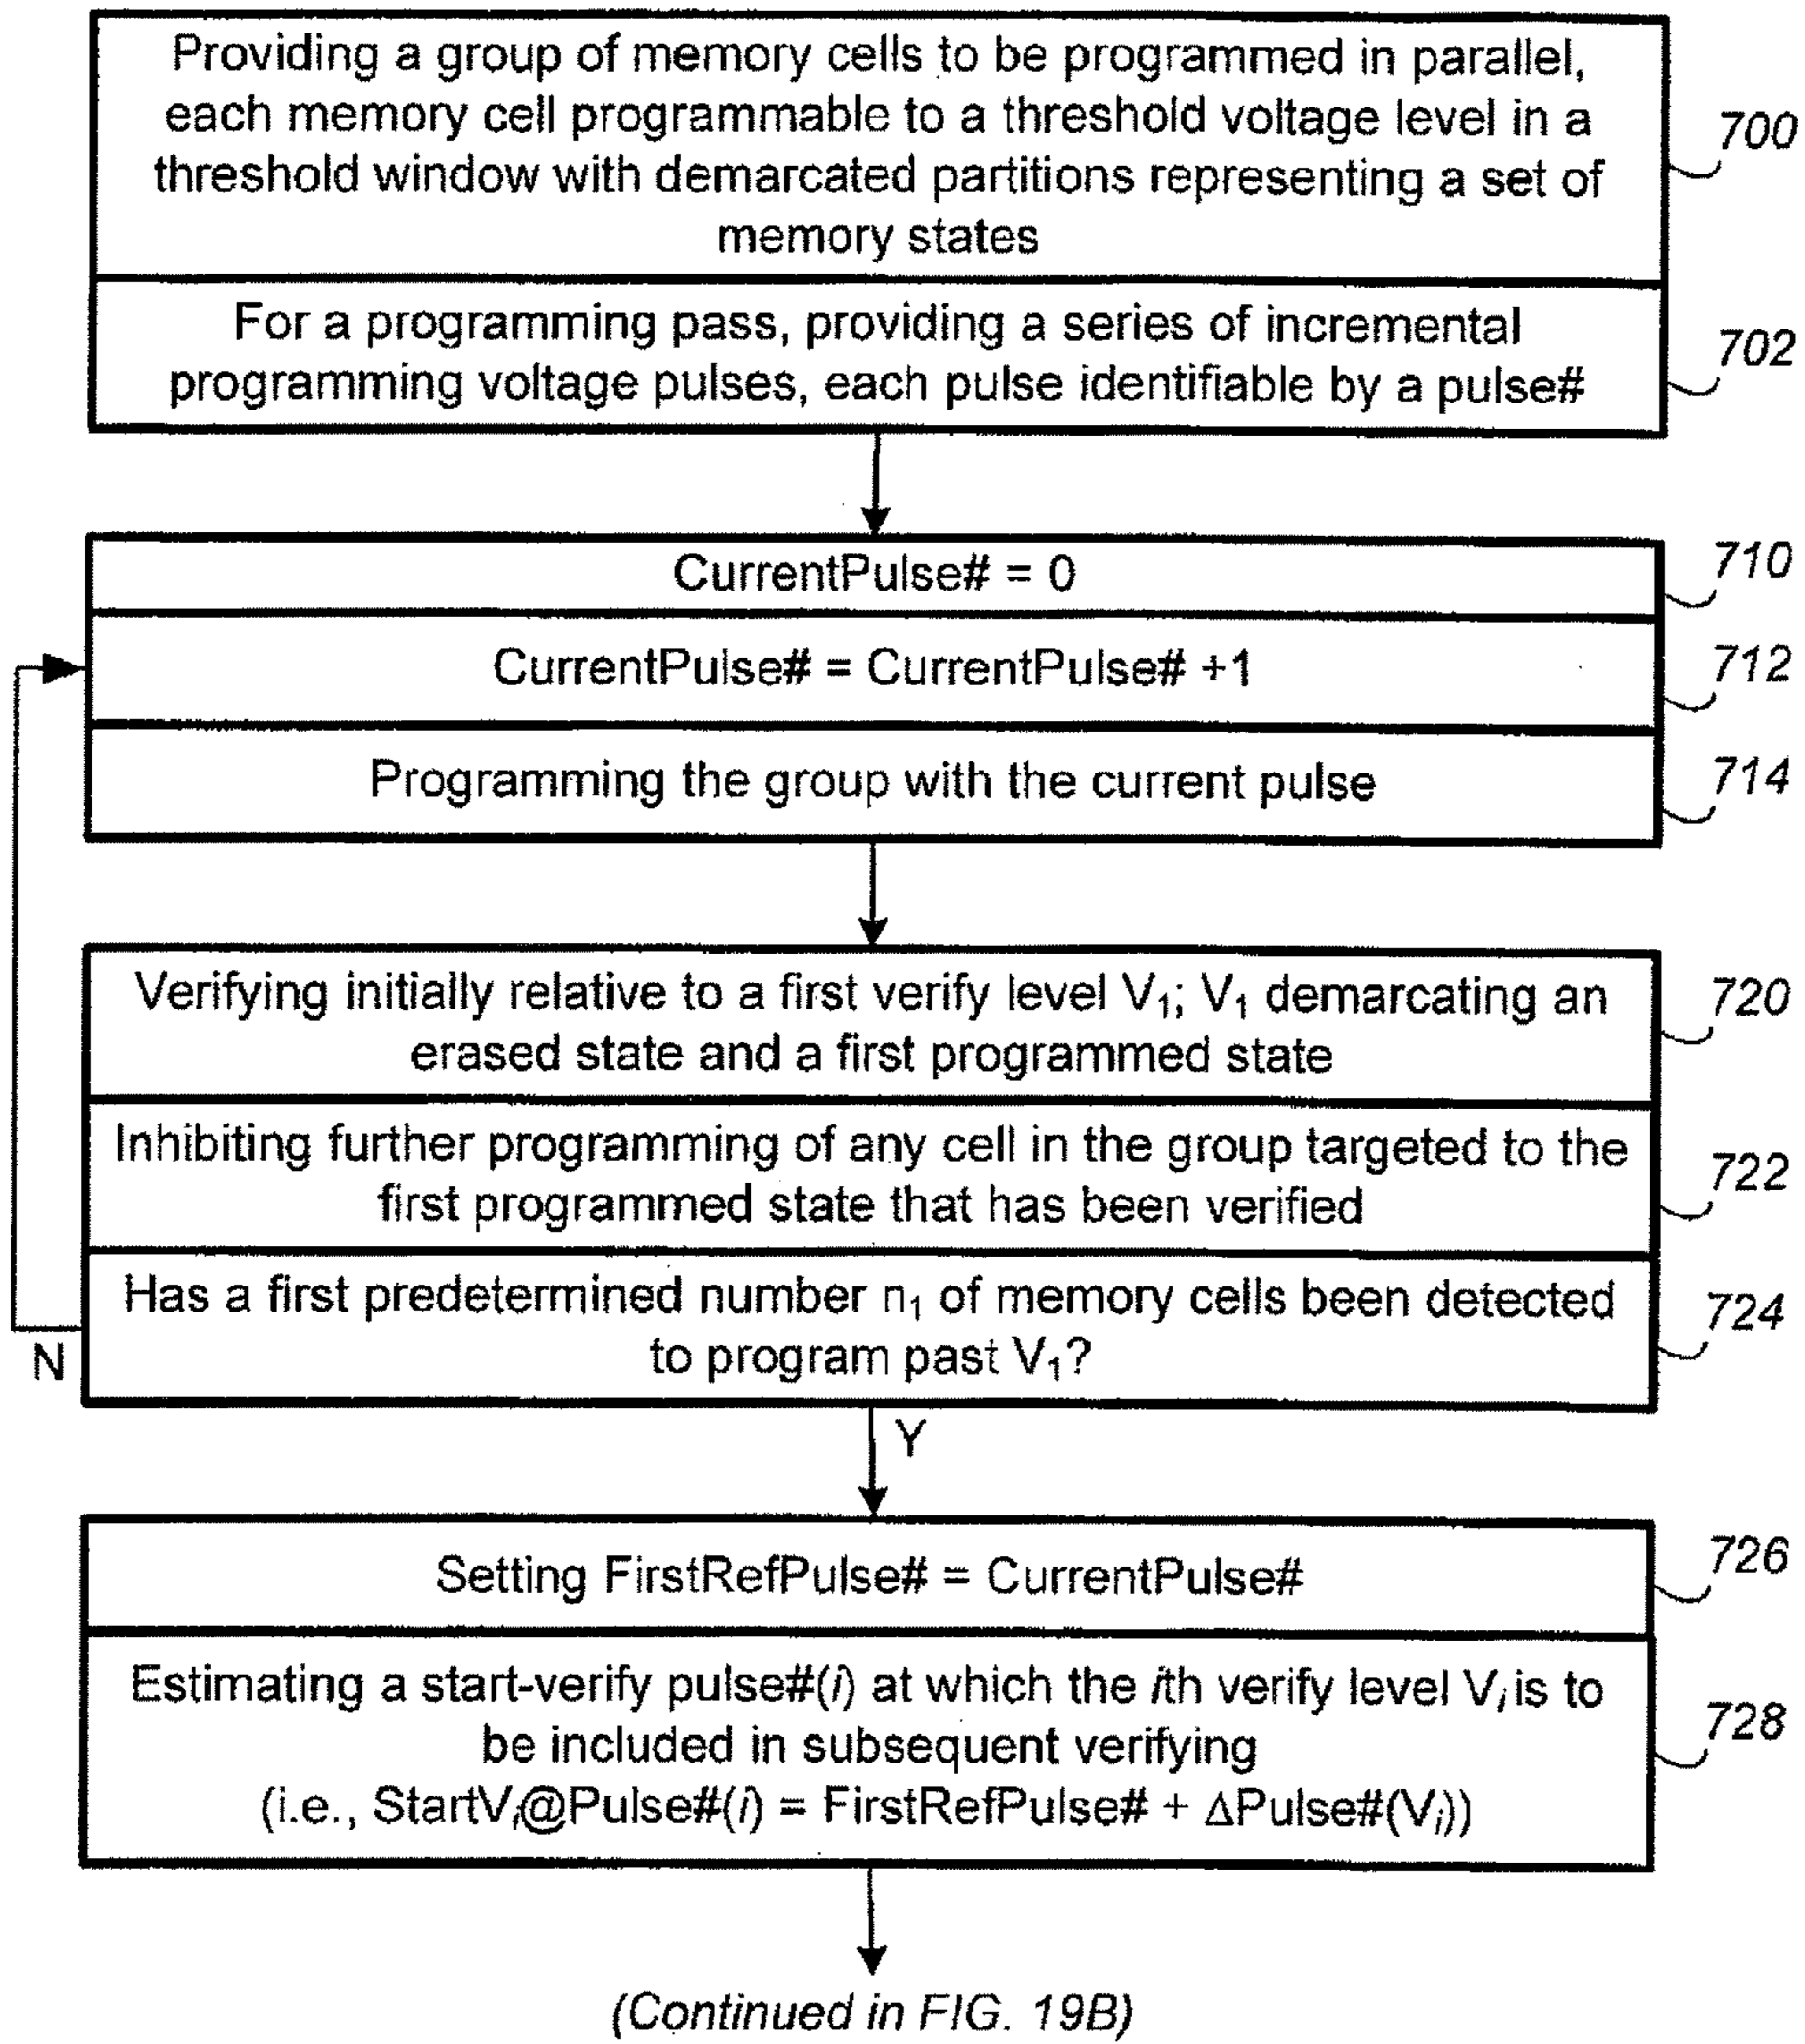 Providing a group of memory cells to be programmed in parallel,
each memory cell programmable to a threshold voltage level in a
threshold window with demarcated partitions representing a set of
memory states
700
For a programming pass, providing a series of incremental
programming voltage pulses, each pulse identifiable by a pulse#
702
CurrentPulse# = 0
710
CurrentPulse# = CurrentPulse# +1
712
Programming the group with the current pulse
714
Verifying initially relative to a first verify level V₁; V₁ demarcating an
erased state and a first programmed state
720
Inhibiting further programming of any cell in the group targeted to the
first programmed state that has been verified
722
Has a first predetermined number n₁ of memory cells been detected
to program past V₁?
724
N
Y
Setting FirstRefPulse# = CurrentPulse#
726
Estimating a start-verify pulse#(i) at which the ith verify level Vᵢ is to
be included in subsequent verifying
(i.e., StartVᵢ@Pulse#(i) = FirstRefPulse# + ΔPulse#(Vᵢ))
728
(Continued in FIG. 19B)